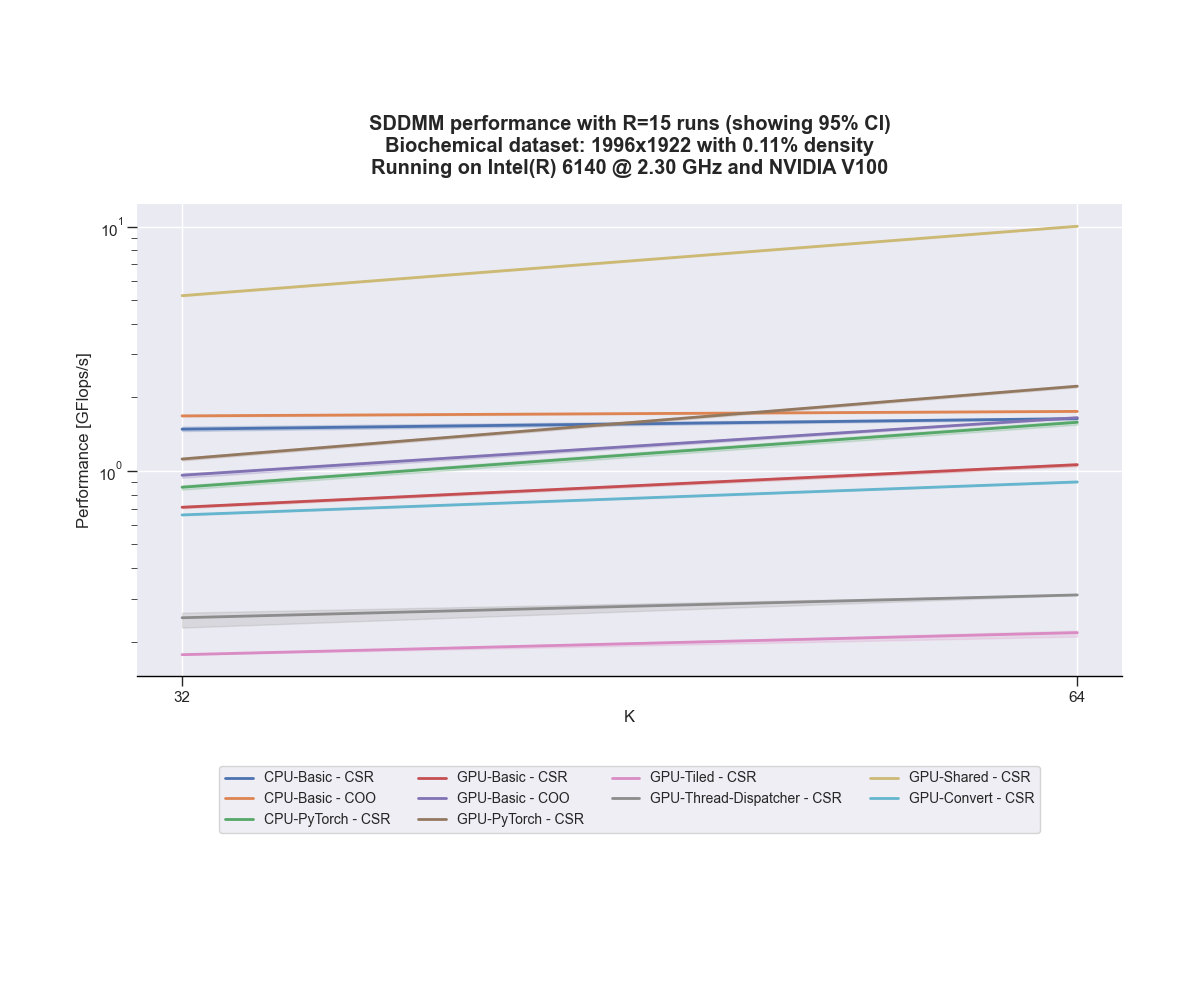 SDDMM performance with R=15 runs (showing 95% CI)
Biochemical dataset: 1996x1922 with 0.11% density
Running on Intel(R) 6140 @ 2.30 GHz and NVIDIA V100
10^1
10^0
Performance [GFlops/s]
32
64
K
CPU-Basic - CSR
CPU-Basic - COO
CPU-PyTorch - CSR
GPU-Basic - CSR
GPU-Basic - COO
GPU-PyTorch - CSR
GPU-Tiled - CSR
GPU-Thread-Dispatcher - CSR
GPU-Shared - CSR
GPU-Convert - CSR